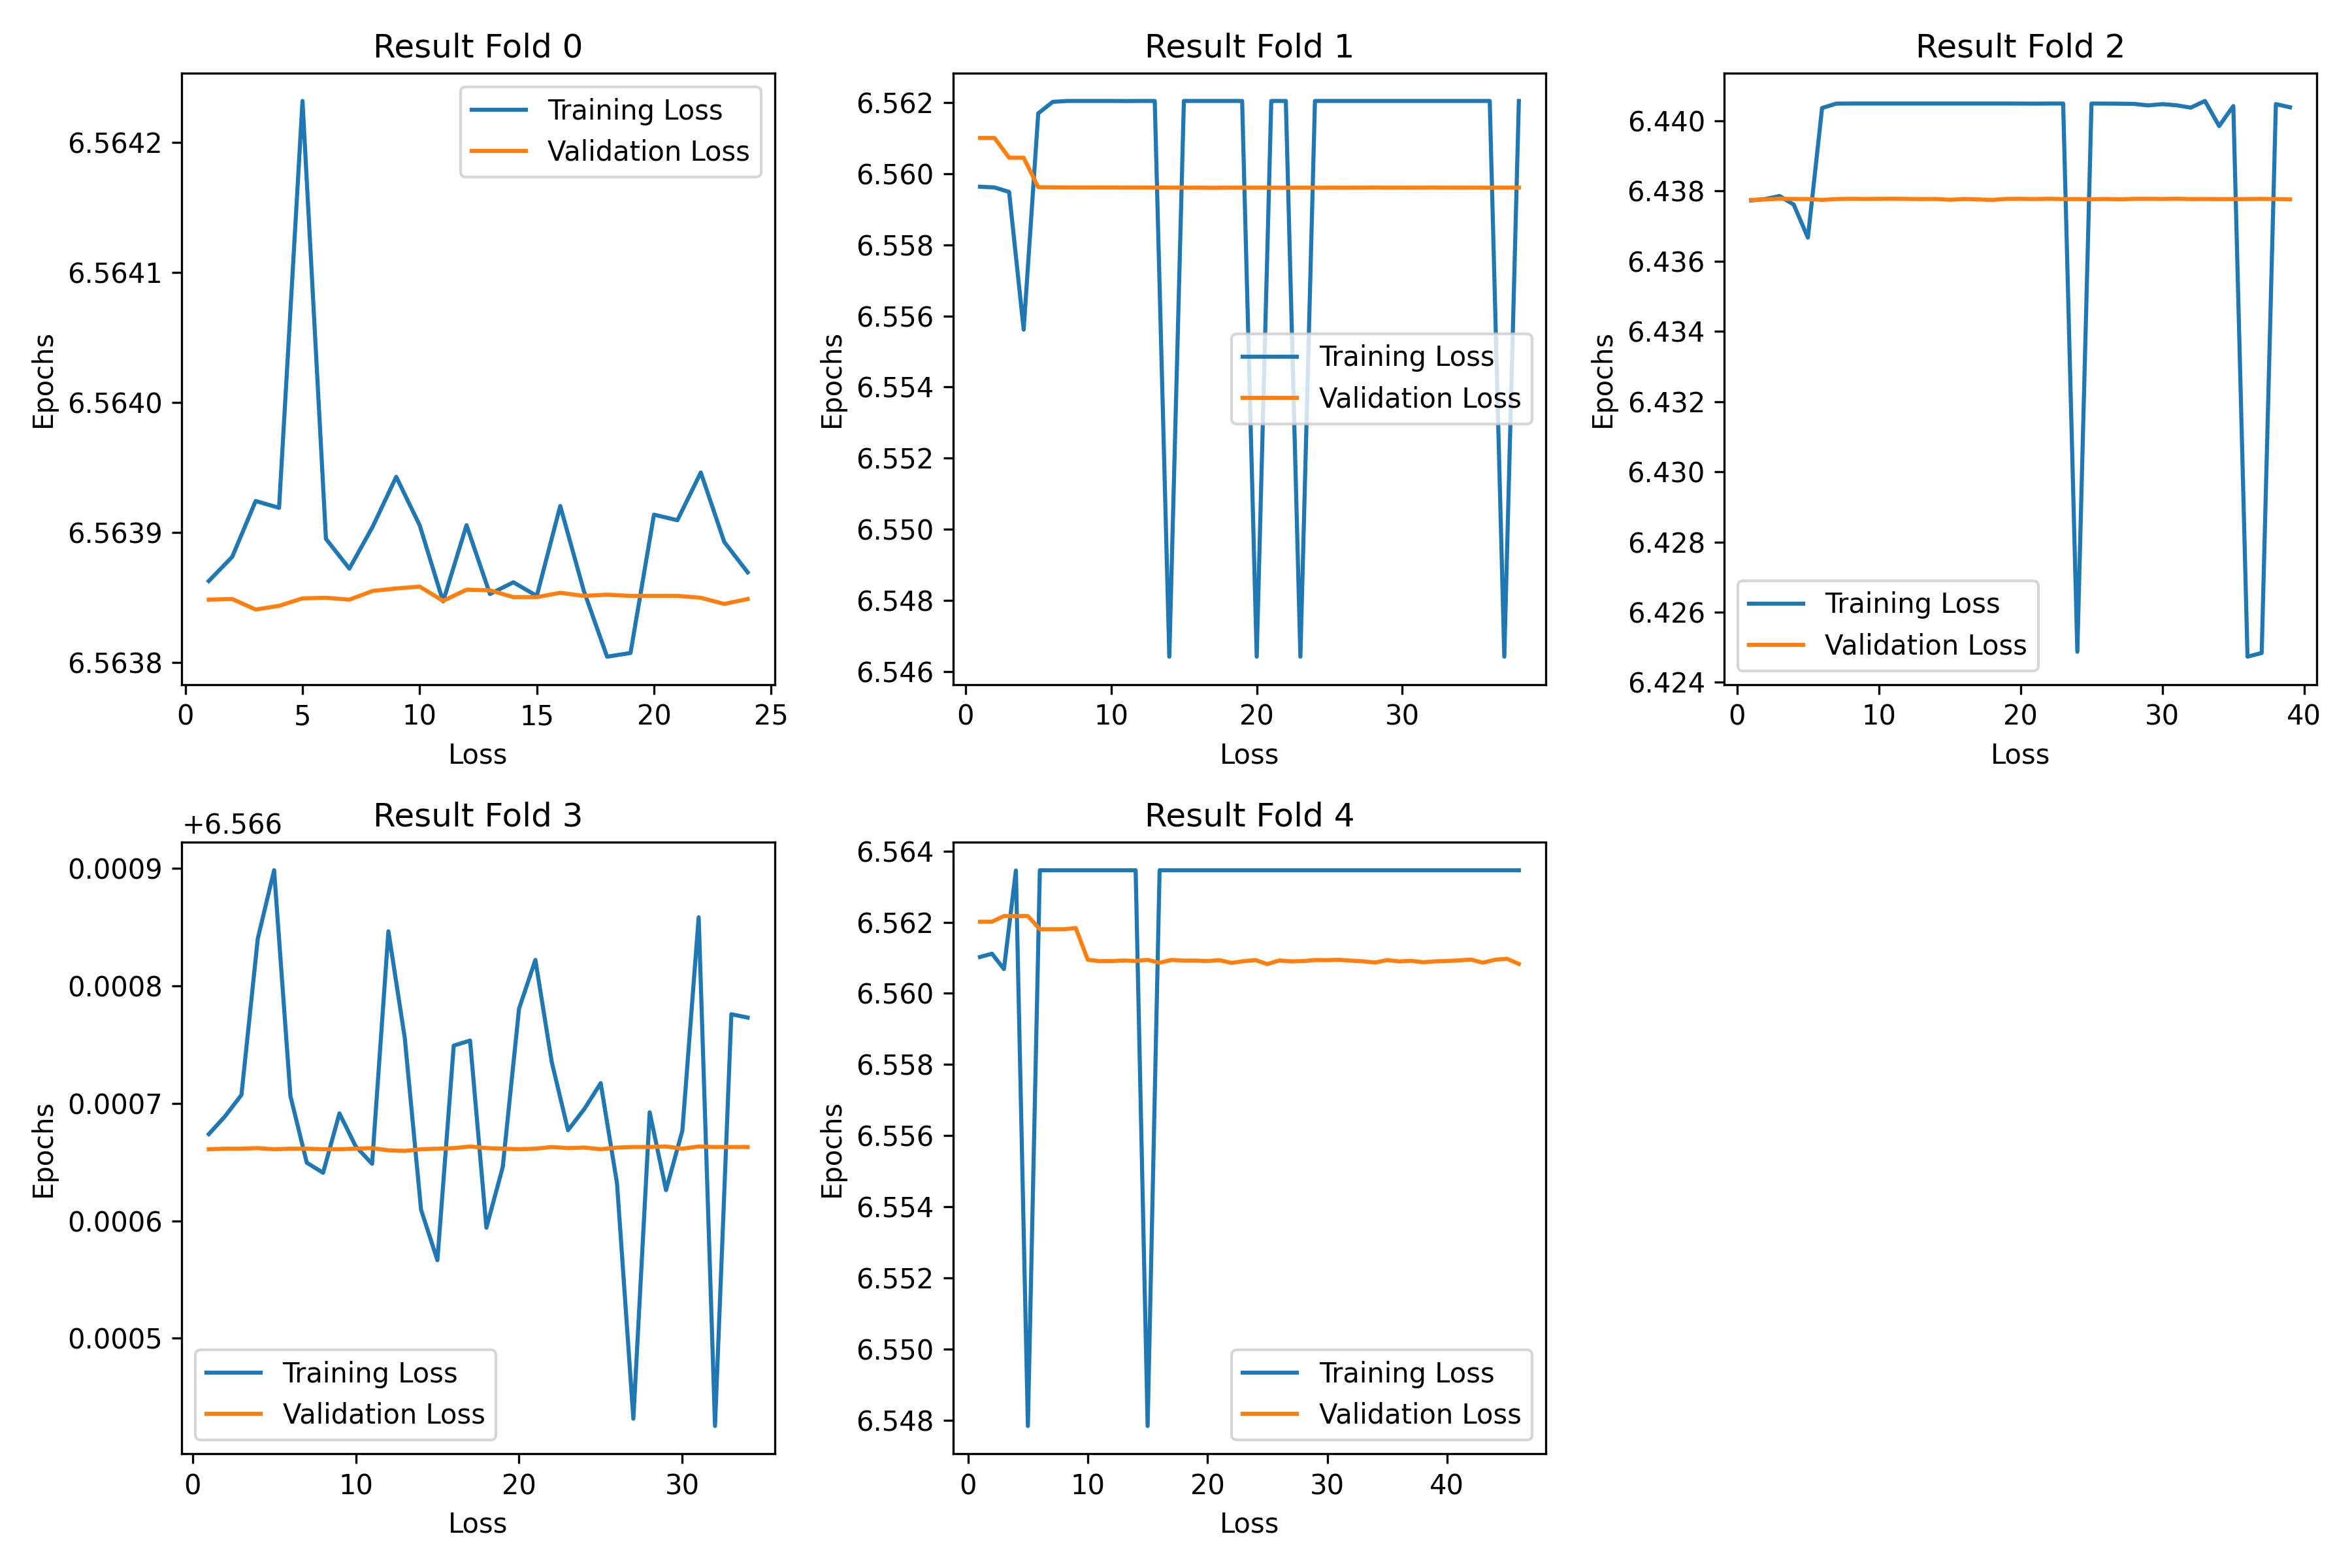 Result Fold 0
Training Loss
Validation Loss
6.5642
6.5641
6.5640
6.5639
6.5638
Epochs
0 5 10 15 20 25
Loss
Result Fold 1
6.562
6.560
6.558
6.556
6.554
6.552
6.550
6.548
6.546
Epochs
Training Loss
Validation Loss
0 10 20 30
Loss
Result Fold 2
6.440
6.438
6.436
6.434
6.432
6.430
6.428
6.426
6.424
Epochs
Training Loss
Validation Loss
0 10 20 30 40
Loss
+6.566
Result Fold 3
0.0009
0.0008
0.0007
0.0006
0.0005
Epochs
Training Loss
Validation Loss
0 10 20 30
Loss
Result Fold 4
6.564
6.562
6.560
6.558
6.556
6.554
6.552
6.550
6.548
Epochs
Training Loss
Validation Loss
0 10 20 30 40
Loss